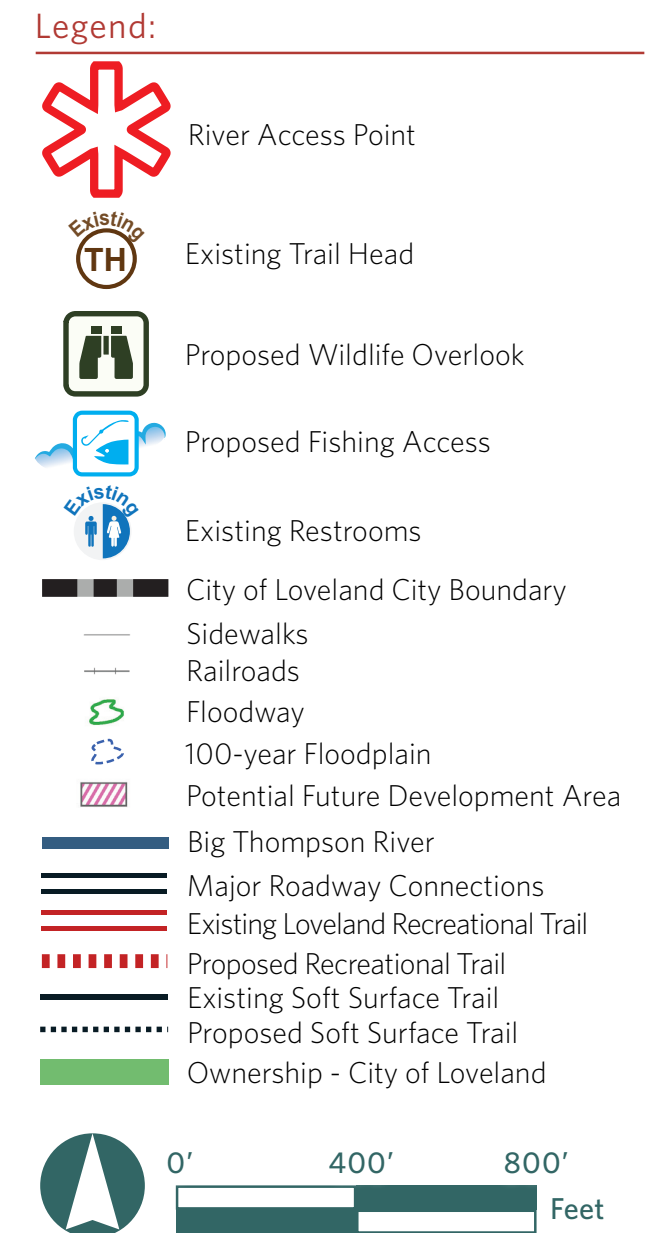 Legend:
River Access Point
Existing
TH
Existing Trail Head
Proposed Wildlife Overlook
Proposed Fishing Access
Existing
Existing Restrooms
City of Loveland City Boundary
Sidewalks
Railroads
Floodway
100-year Floodplain
Potential Future Development Area
Big Thompson River
Major Roadway Connections
Existing Loveland Recreational Trail
Proposed Recreational Trail
Existing Soft Surface Trail
Proposed Soft Surface Trail
Ownership - City of Loveland
0’ 400’ 800’
Feet